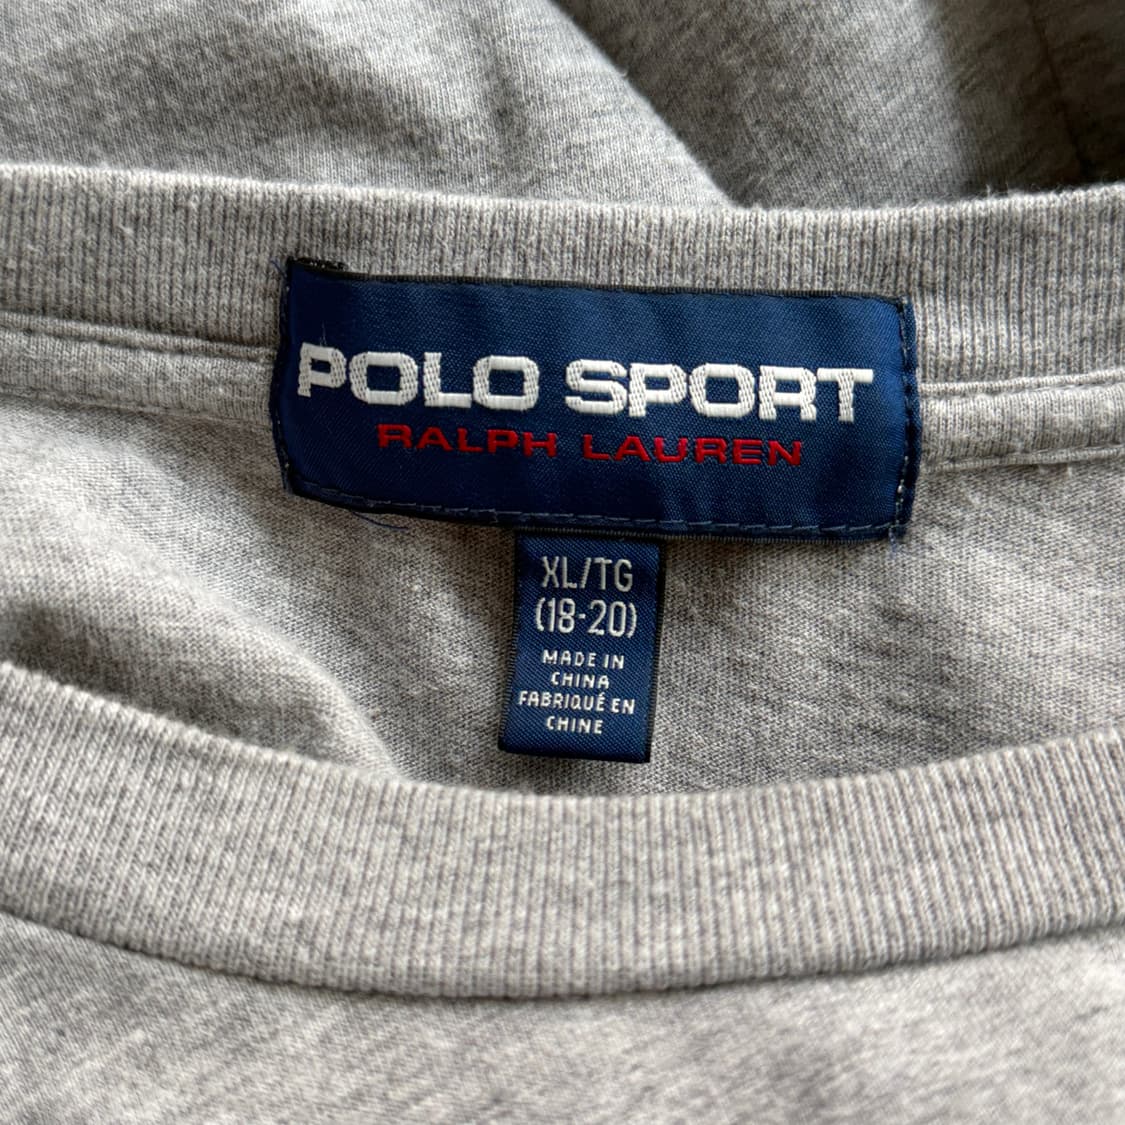 POLO SPORT
RALPH LAUREN
XL/TG
(18-20)
MADE IN
CHINA
FABRIQUÉ EN
CHINE